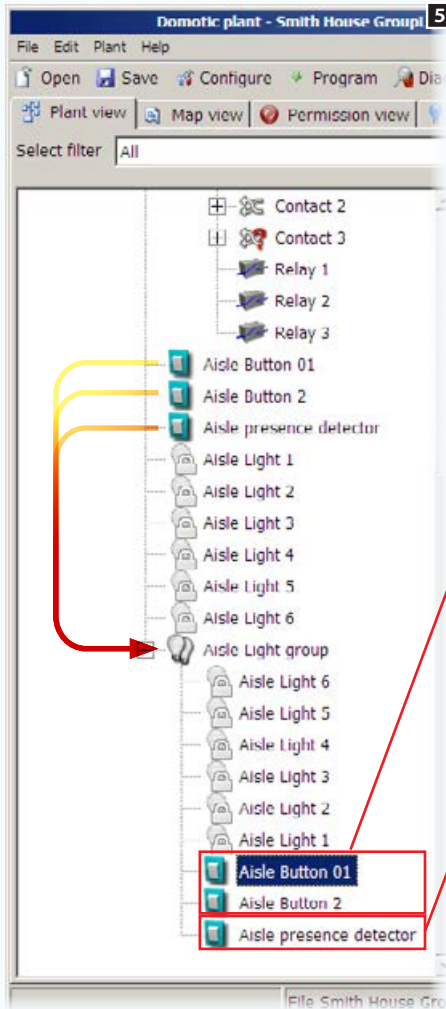 Domotic plant - Smith House Group
5
File Edit Plant Help
Open Save Configure Program Dia
Plant view Map view Permission view
Select filter All
Contact 2
Contact 3
Relay 1
Relay 2
Relay 3
Aisle Button 01
Aisle Button 2
Aisle presence detector
Aisle Light 1
Aisle Light 2
Aisle Light 3
Aisle Light 4
Aisle Light 5
Aisle Light 6
Aisle Light group
Aisle Light 6
Aisle Light 5
Aisle Light 4
Aisle Light 3
Aisle Light 2
Aisle Light 1
Aisle Button 01
Aisle Button 2
Aisle presence detector
File Smith House Gro